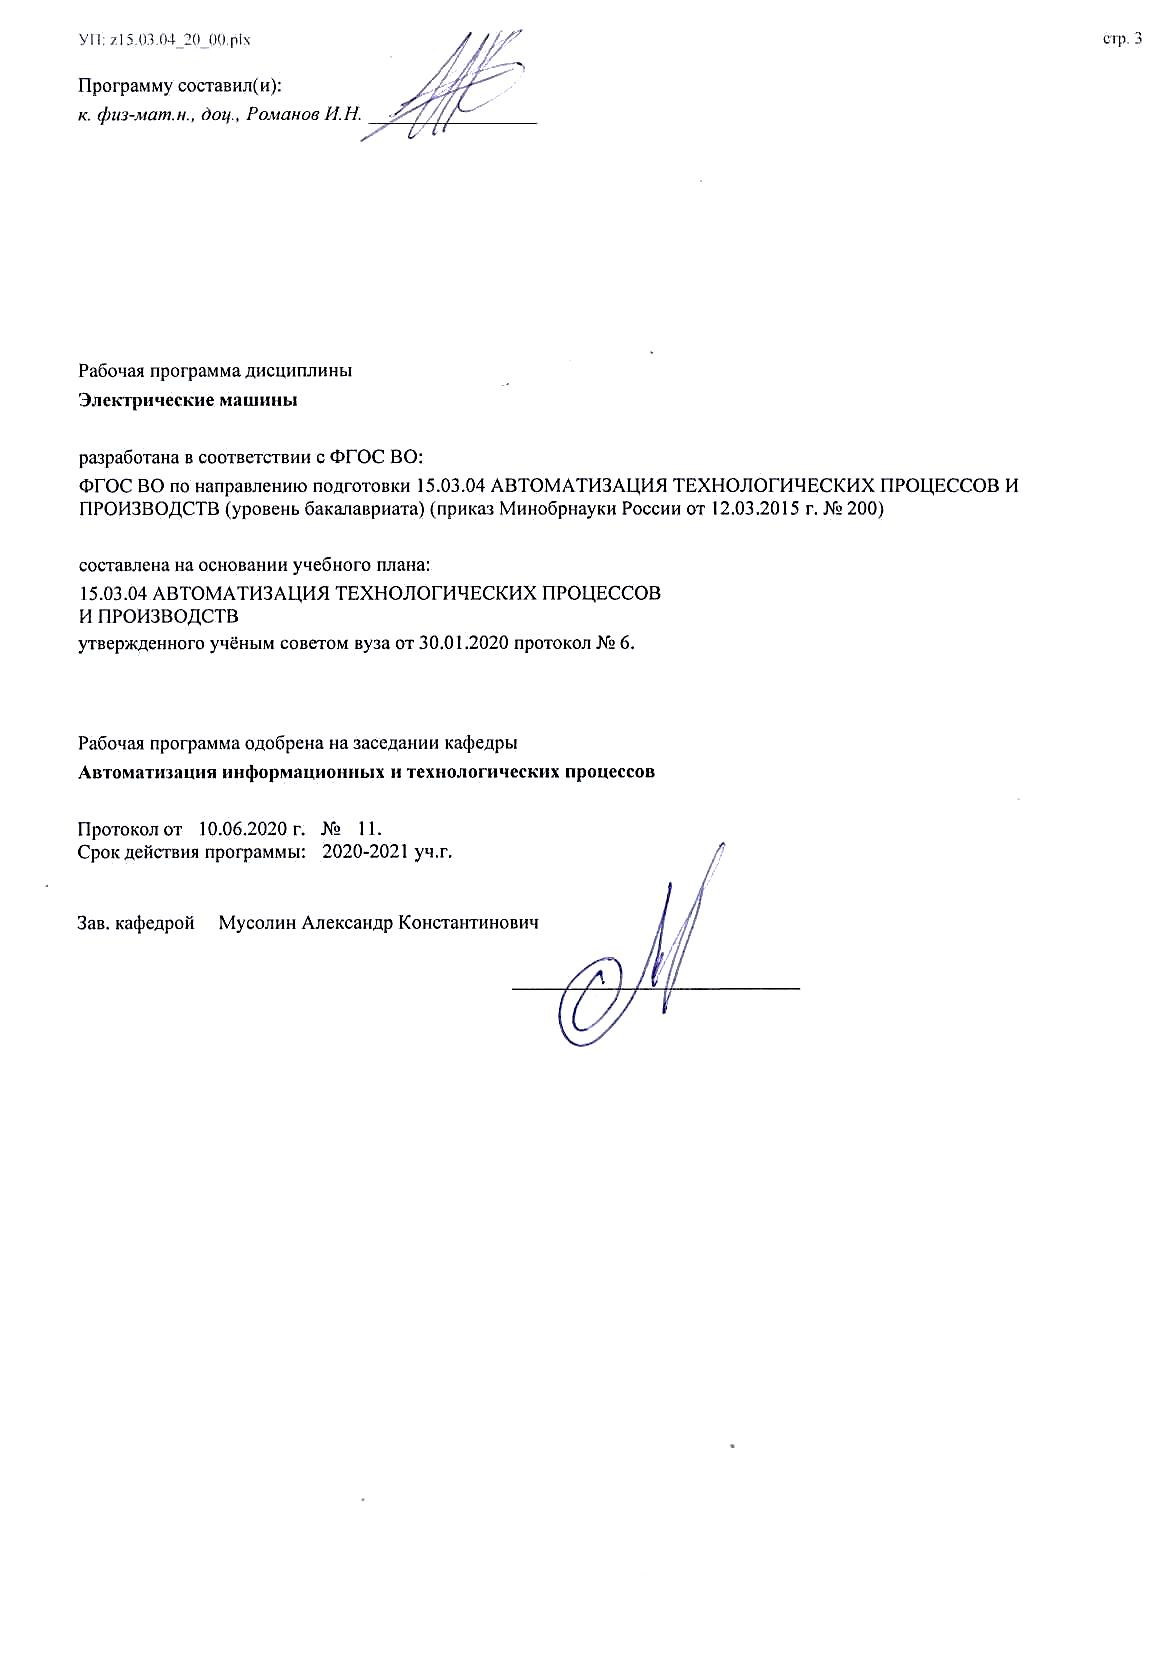 УП: z15.03.04_20_00.plx стр. 3
Программу составил(и):
к. физ-мат.н., доц., Романов И.Н.
Рабочая программа дисциплины
Электрические машины
разработана в соответствии с ФГОС ВО:
ФГОС ВО по направлению подготовки 15.03.04 АВТОМАТИЗАЦИЯ ТЕХНОЛОГИЧЕСКИХ ПРОЦЕССОВ И
ПРОИЗВОДСТВ (уровень бакалавриата) (приказ Минобрнауки России от 12.03.2015 г. № 200)
составлена на основании учебного плана:
15.03.04 АВТОМАТИЗАЦИЯ ТЕХНОЛОГИЧЕСКИХ ПРОЦЕССОВ
И ПРОИЗВОДСТВ
утвержденного учёным советом вуза от 30.01.2020 протокол № 6.
Рабочая программа одобрена на заседании кафедры
Автоматизация информационных и технологических процессов
Протокол от 10.06.2020 г. № 11.
Срок действия программы: 2020-2021 уч.г.
Зав. кафедрой Мусолин Александр Константинович